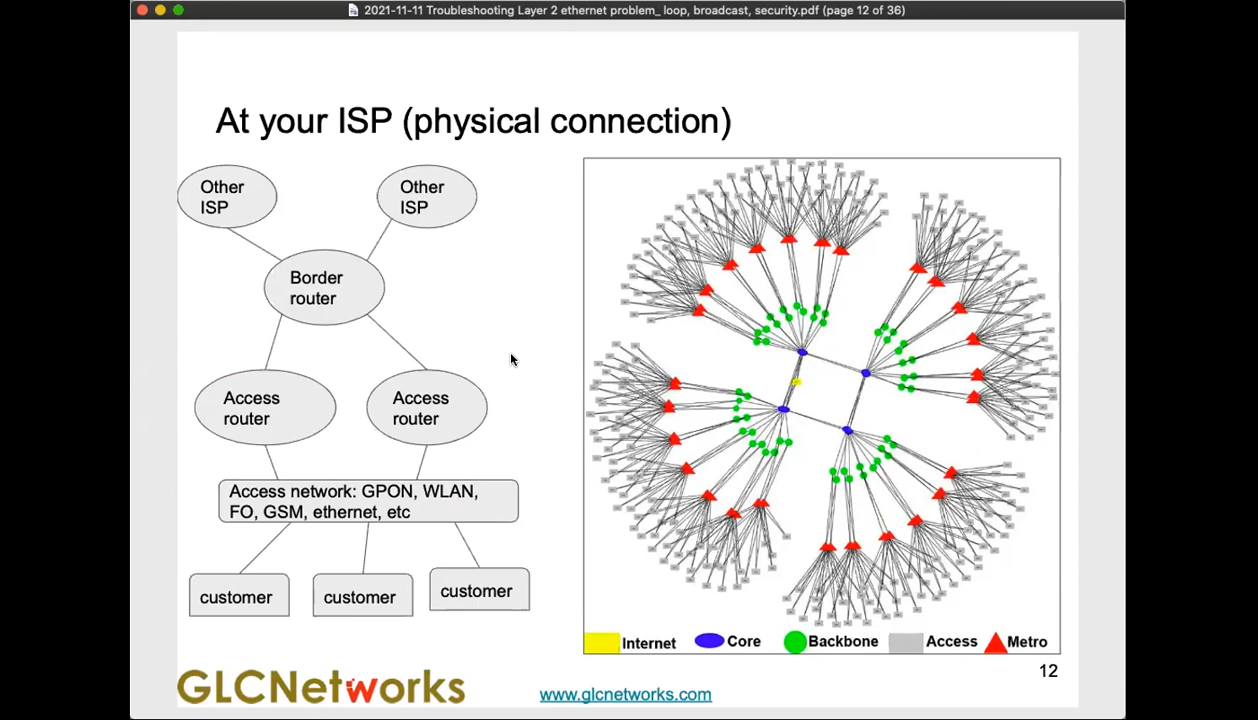 2021-11-11 Troubleshooting Layer 2 ethernet problem_ loop, broadcast, security.pdf (page 12 of 36)
At your ISP (physical connection)
Other
ISP
Other
ISP
Border
router
Access
router
Access
router
Access network: GPON, WLAN,
FO, GSM, ethernet, etc
customer
customer
customer
Internet
Core
Backbone
Access
Metro
12
GLCNetworks
www.glcnetworks.com